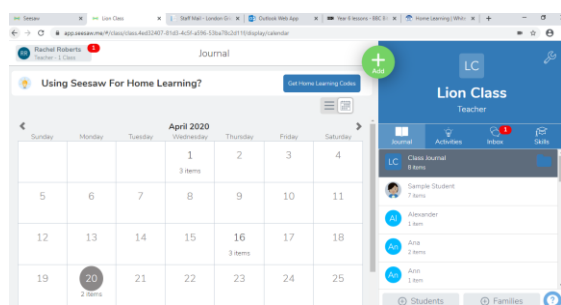 Seesaw
Lion Class
Staff Mail - London Gri
Outlook Web App
Year 6 lessons - BBC B
Home Learning | Whitm
app.seesaw.me/#/class/class.4ed32407-81d3-4c5f-a396-53ba78b2d11f/display/calendar
Rachel Roberts
1
Teacher - 1 Class
Journal
Add
LC
Lion Class
Teacher
Using Seesaw For Home Learning?
Get Home Learning Codes
Journal
Activities
Inbox
1
Skills
April 2020
Sunday Monday Tuesday Wednesday Thursday Friday Saturday
1 2 3 4
3 items
5 6 7 8 9 10 11
12 13 14 15 16 17 18
3 items
19 20 21 22 23 24 25
2 items
LC
Class Journal
8 items
Sample Student
7 items
Al
Alexander
1 item
An
Ana
2 items
An
Ann
1 item
Students
Families
?